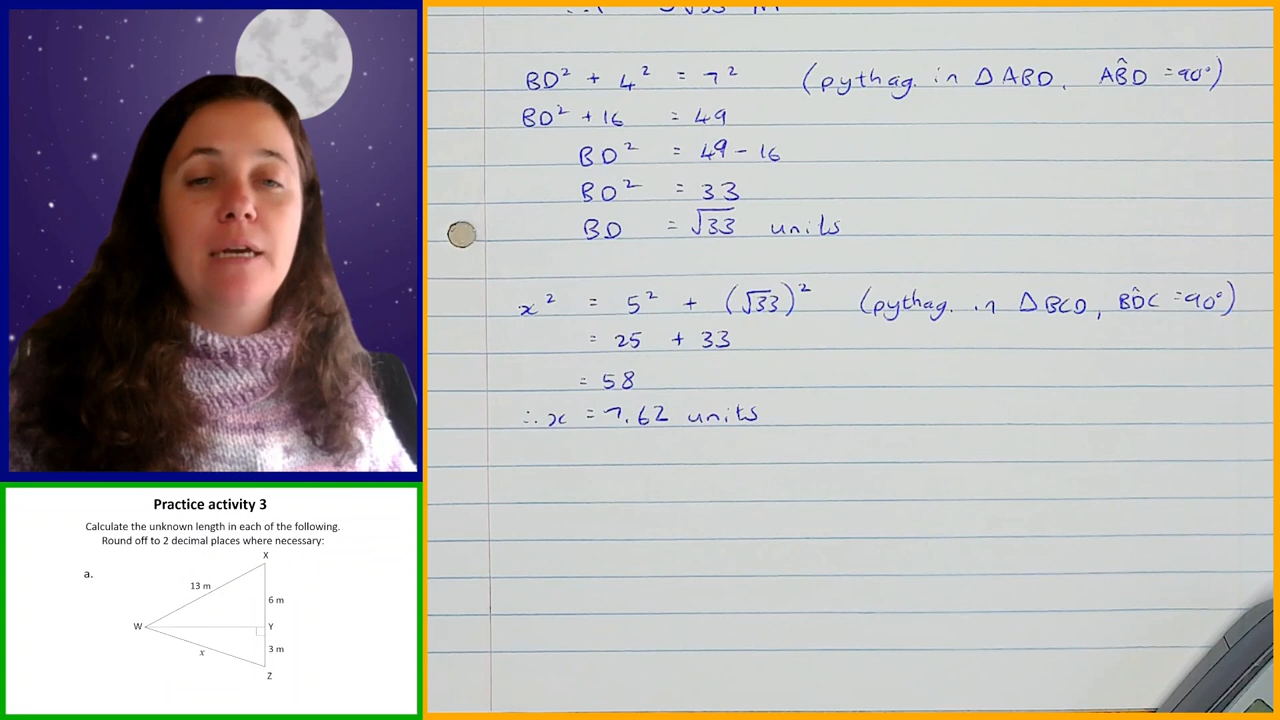 BD² + 4² = 7² (pythag. in △ ABD, AB̂D = 90°)
BD² + 16 = 49
BD² = 49 - 16
BD² = 33
BD = √33 units
x² = 5² + (√33)² (pythag. in △ BCD, BD̂C = 90°)
= 25 + 33
= 58
∴ x = 7.62 units
Practice activity 3
Calculate the unknown length in each of the following.
Round off to 2 decimal places where necessary:
a.
X
13 m
6 m
W
Y
3 m
x
Z